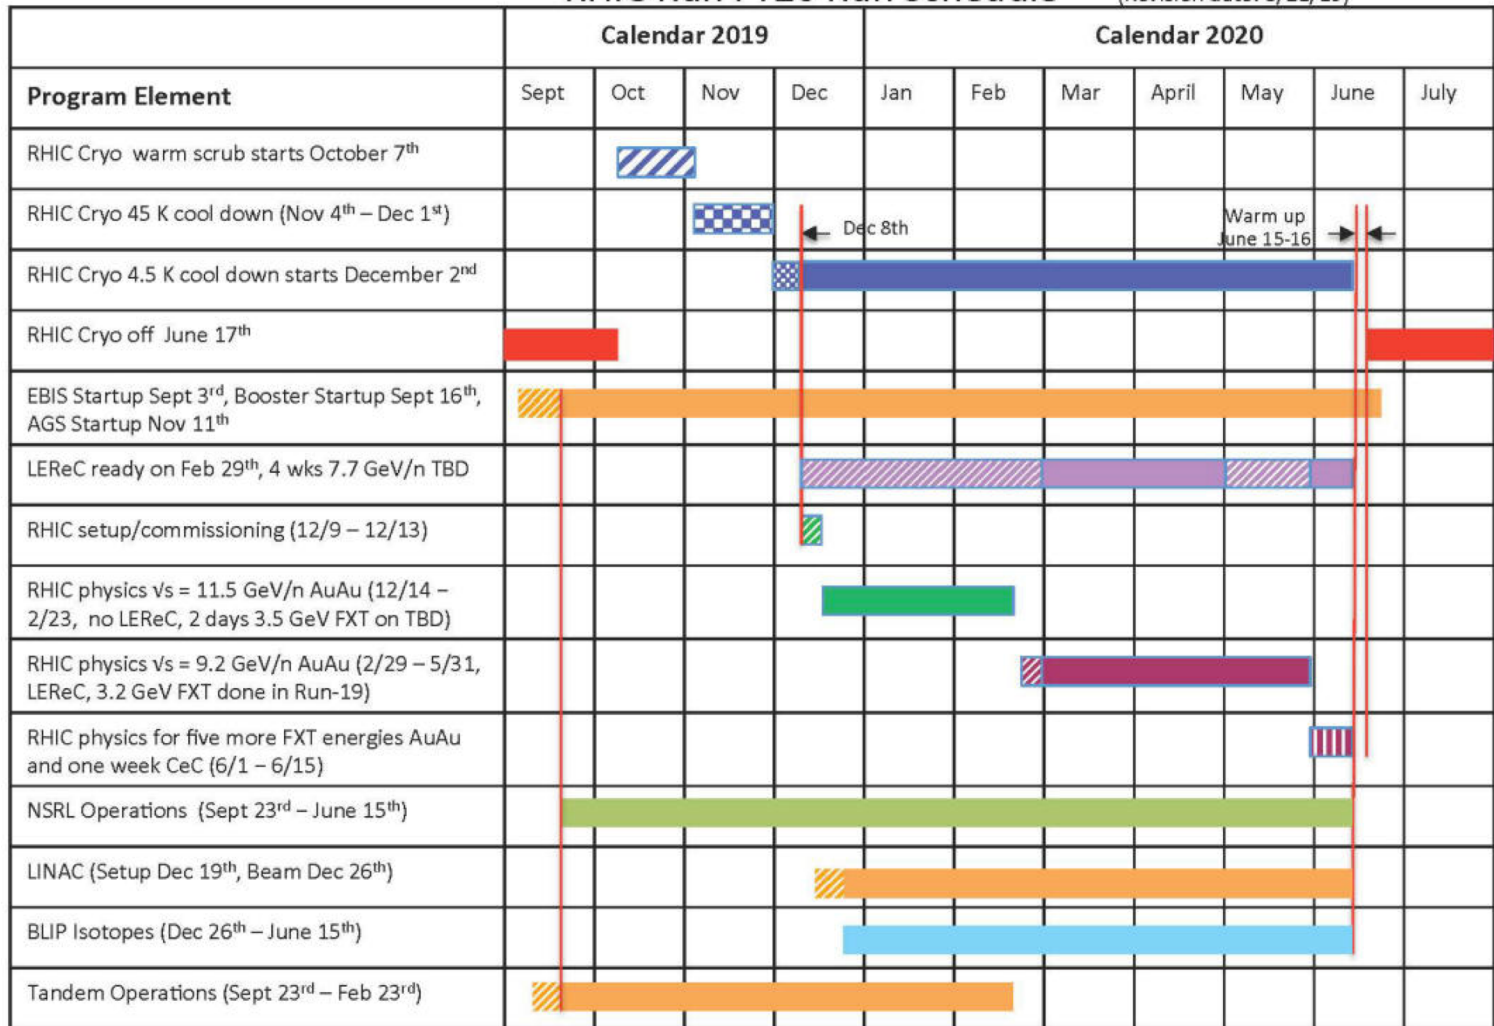 Calendar 2019 Calendar 2020
Program Element Sept Oct Nov Dec Jan Feb Mar April May June July
RHIC Cryo warm scrub starts October 7th
RHIC Cryo 45 K cool down (Nov 4th – Dec 1st)
Dec 8th
Warm up
June 15-16
RHIC Cryo 4.5 K cool down starts December 2nd
RHIC Cryo off June 17th
EBIS Startup Sept 3rd, Booster Startup Sept 16th,
AGS Startup Nov 11th
LEReC ready on Feb 29th, 4 wks 7.7 GeV/n TBD
RHIC setup/commissioning (12/9 – 12/13)
RHIC physics √s = 11.5 GeV/n AuAu (12/14 –
2/23, no LEReC, 2 days 3.5 GeV FXT on TBD)
RHIC physics √s = 9.2 GeV/n AuAu (2/29 – 5/31,
LEReC, 3.2 GeV FXT done in Run-19)
RHIC physics for five more FXT energies AuAu
and one week CeC (6/1 – 6/15)
NSRL Operations (Sept 23rd – June 15th)
LINAC (Setup Dec 19th, Beam Dec 26th)
BLIP Isotopes (Dec 26th – June 15th)
Tandem Operations (Sept 23rd – Feb 23rd)